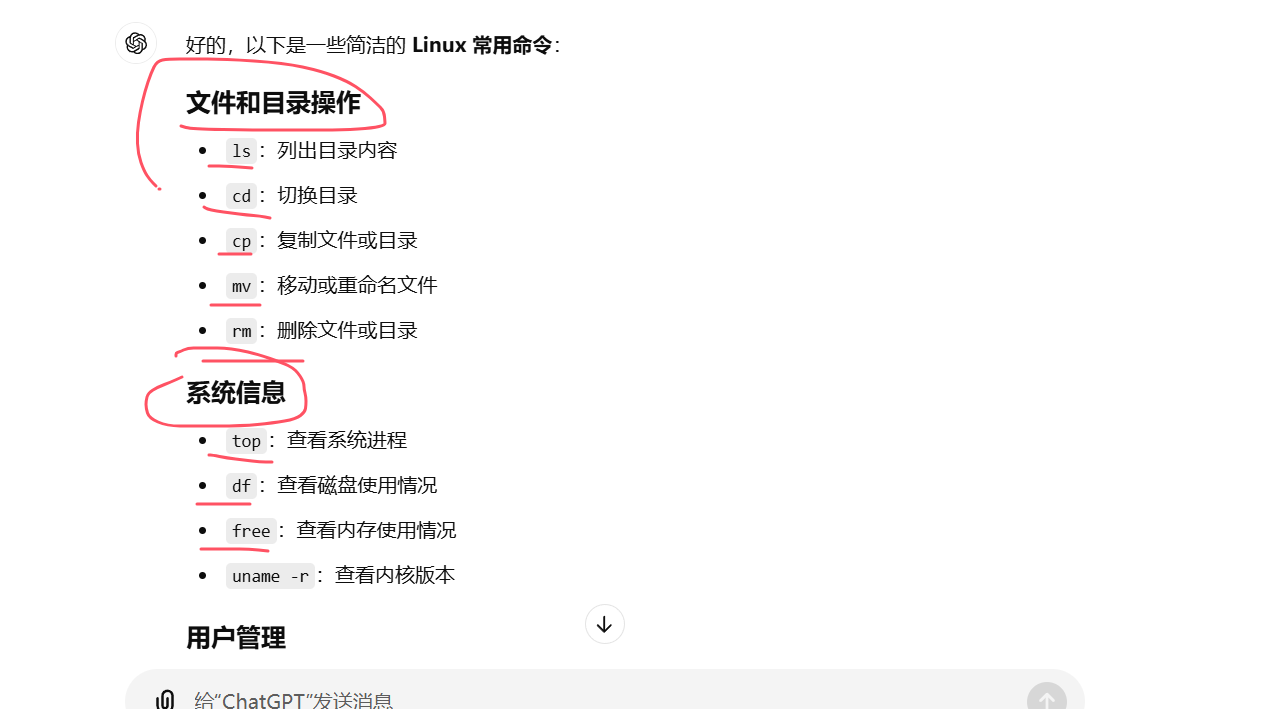 好的，以下是一些简洁的 Linux 常用命令：
文件和目录操作
• ls：列出目录内容
• cd：切换目录
• cp：复制文件或目录
• mv：移动或重命名文件
• rm：删除文件或目录
系统信息
• top：查看系统进程
• df：查看磁盘使用情况
• free：查看内存使用情况
• uname -r：查看内核版本
用户管理
给“ChatGPT”发送消息